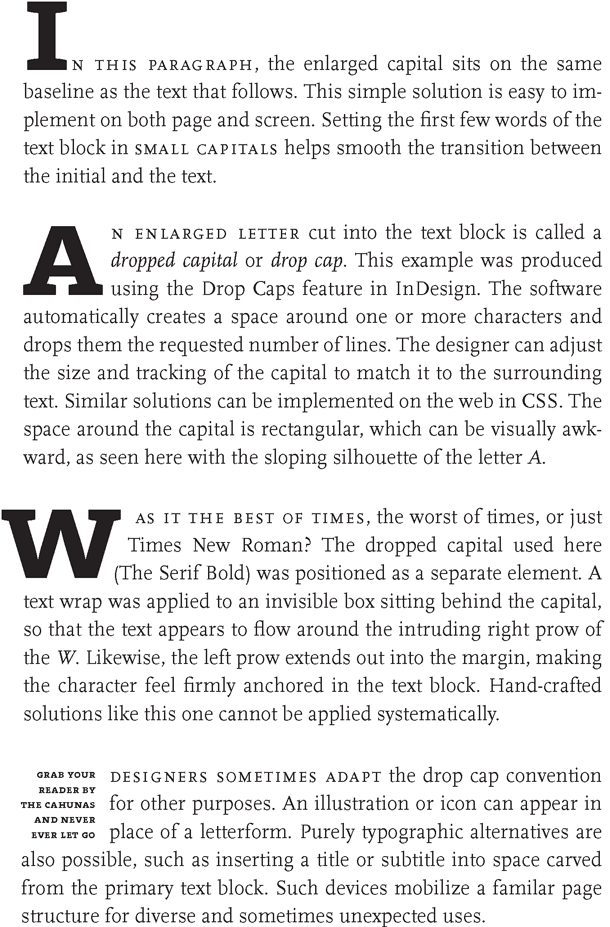 IN THIS PARAGRAPH, the enlarged capital sits on the same
baseline as the text that follows. This simple solution is easy to im-
plement on both page and screen. Setting the first few words of the
text block in SMALL CAPITALS helps smooth the transition between
the initial and the text.
AN ENLARGED LETTER cut into the text block is called a
dropped capital or drop cap. This example was produced
using the Drop Caps feature in InDesign. The software
automatically creates a space around one or more characters and
drops them the requested number of lines. The designer can adjust
the size and tracking of the capital to match it to the surrounding
text. Similar solutions can be implemented on the web in CSS. The
space around the capital is rectangular, which can be visually awk-
ward, as seen here with the sloping silhouette of the letter A.
WAS IT THE BEST OF TIMES, the worst of times, or just
Times New Roman? The dropped capital used here
(The Serif Bold) was positioned as a separate element. A
text wrap was applied to an invisible box sitting behind the capital,
so that the text appears to flow around the intruding right prow of
the W. Likewise, the left prow extends out into the margin, making
the character feel firmly anchored in the text block. Hand-crafted
solutions like this one cannot be applied systematically.
GRAB YOUR
READER BY
THE CAHUNAS
AND NEVER
EVER LET GO
DESIGNERS SOMETIMES ADAPT the drop cap convention
for other purposes. An illustration or icon can appear in
place of a letterform. Purely typographic alternatives are
also possible, such as inserting a title or subtitle into space carved
from the primary text block. Such devices mobilize a familar page
structure for diverse and sometimes unexpected uses.